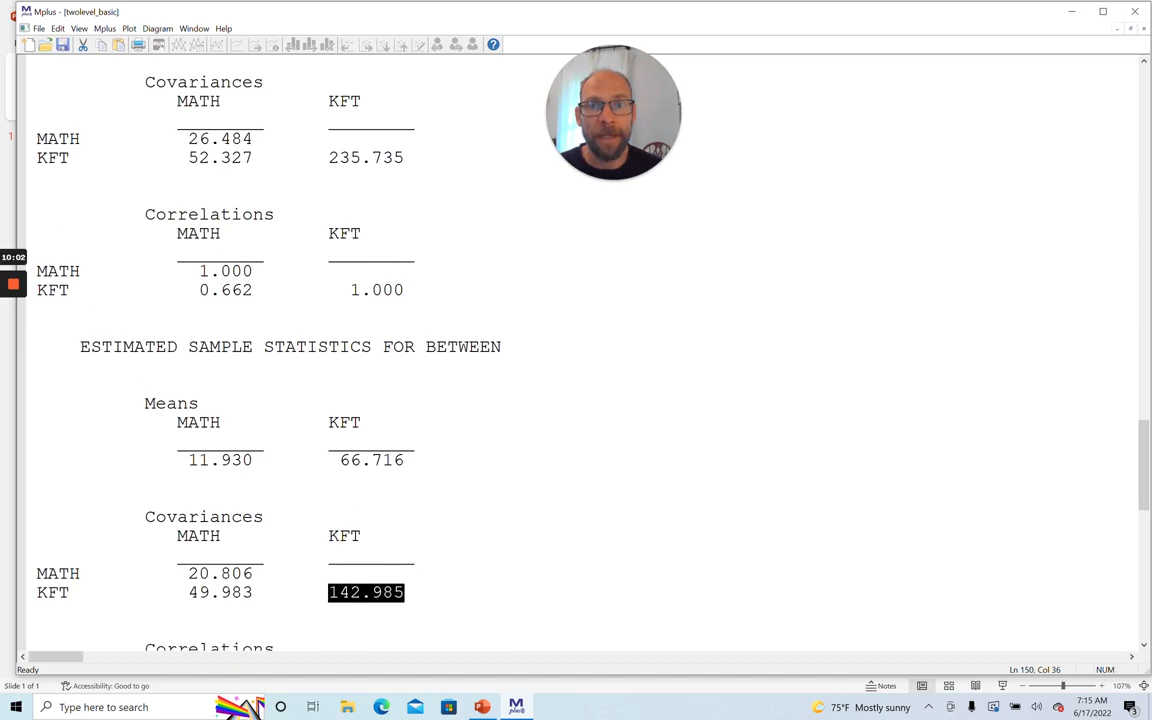 Mplus - [twolevel_basic]
File Edit View Mplus Plot Diagram Window Help
Covariances
MATH KFT
MATH 26.484
KFT 52.327 235.735
Correlations
MATH KFT
MATH 1.000
KFT 0.662 1.000
ESTIMATED SAMPLE STATISTICS FOR BETWEEN
Means
MATH KFT
11.930 66.716
Covariances
MATH KFT
MATH 20.806
KFT 49.983 142.985
Correlations
10:02
1
Ready Ln 150, Col 36 NUM
Slide 1 of 1 Accessibility: Good to go Notes 107%
Type here to search 75°F Mostly sunny 7:15 AM
6/17/2022 3